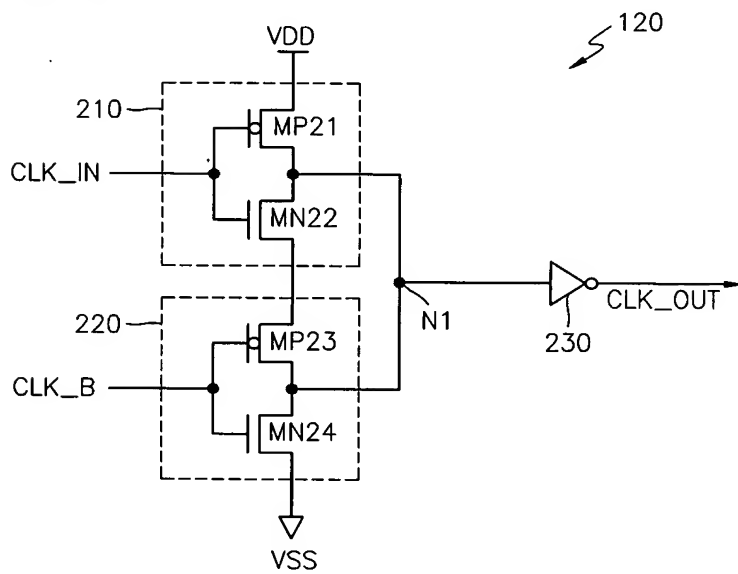 120
VDD
210
MP21
CLK_IN
MN22
220
MP23
N1
230
CLK_OUT
CLK_B
MN24
VSS